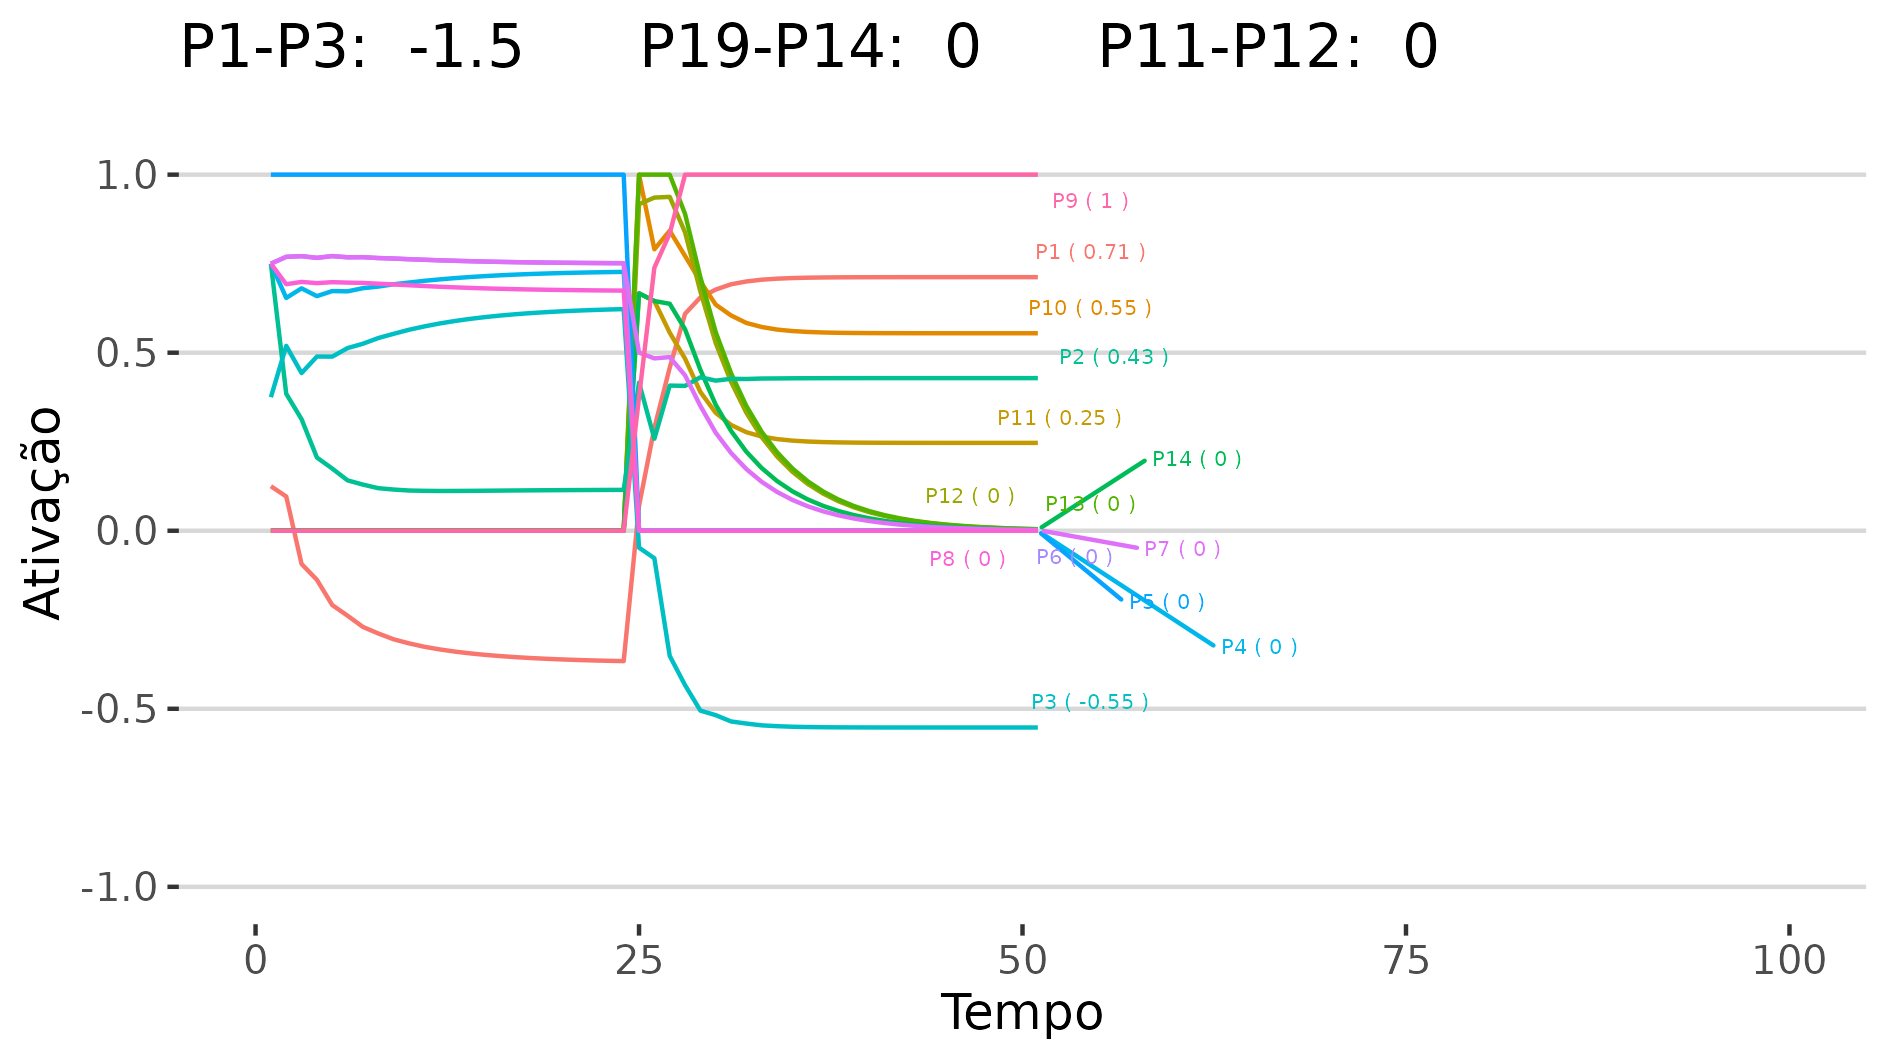 P1-P3: -1.5 P19-P14: 0 P11-P12: 0
1.0
P9 ( 1 )
P1 ( 0.71 )
P10 ( 0.55 )
0.5
P2 ( 0.43 )
P11 ( 0.25 )
P14 ( 0 )
P12 ( 0 )
P13 ( 0 )
0.0
P7 ( 0 )
P8 ( 0 )
P6 ( 0 )
P5 ( 0 )
P4 ( 0 )
P3 ( -0.55 )
-0.5
-1.0
Ativação
0 25 50 75 100
Tempo